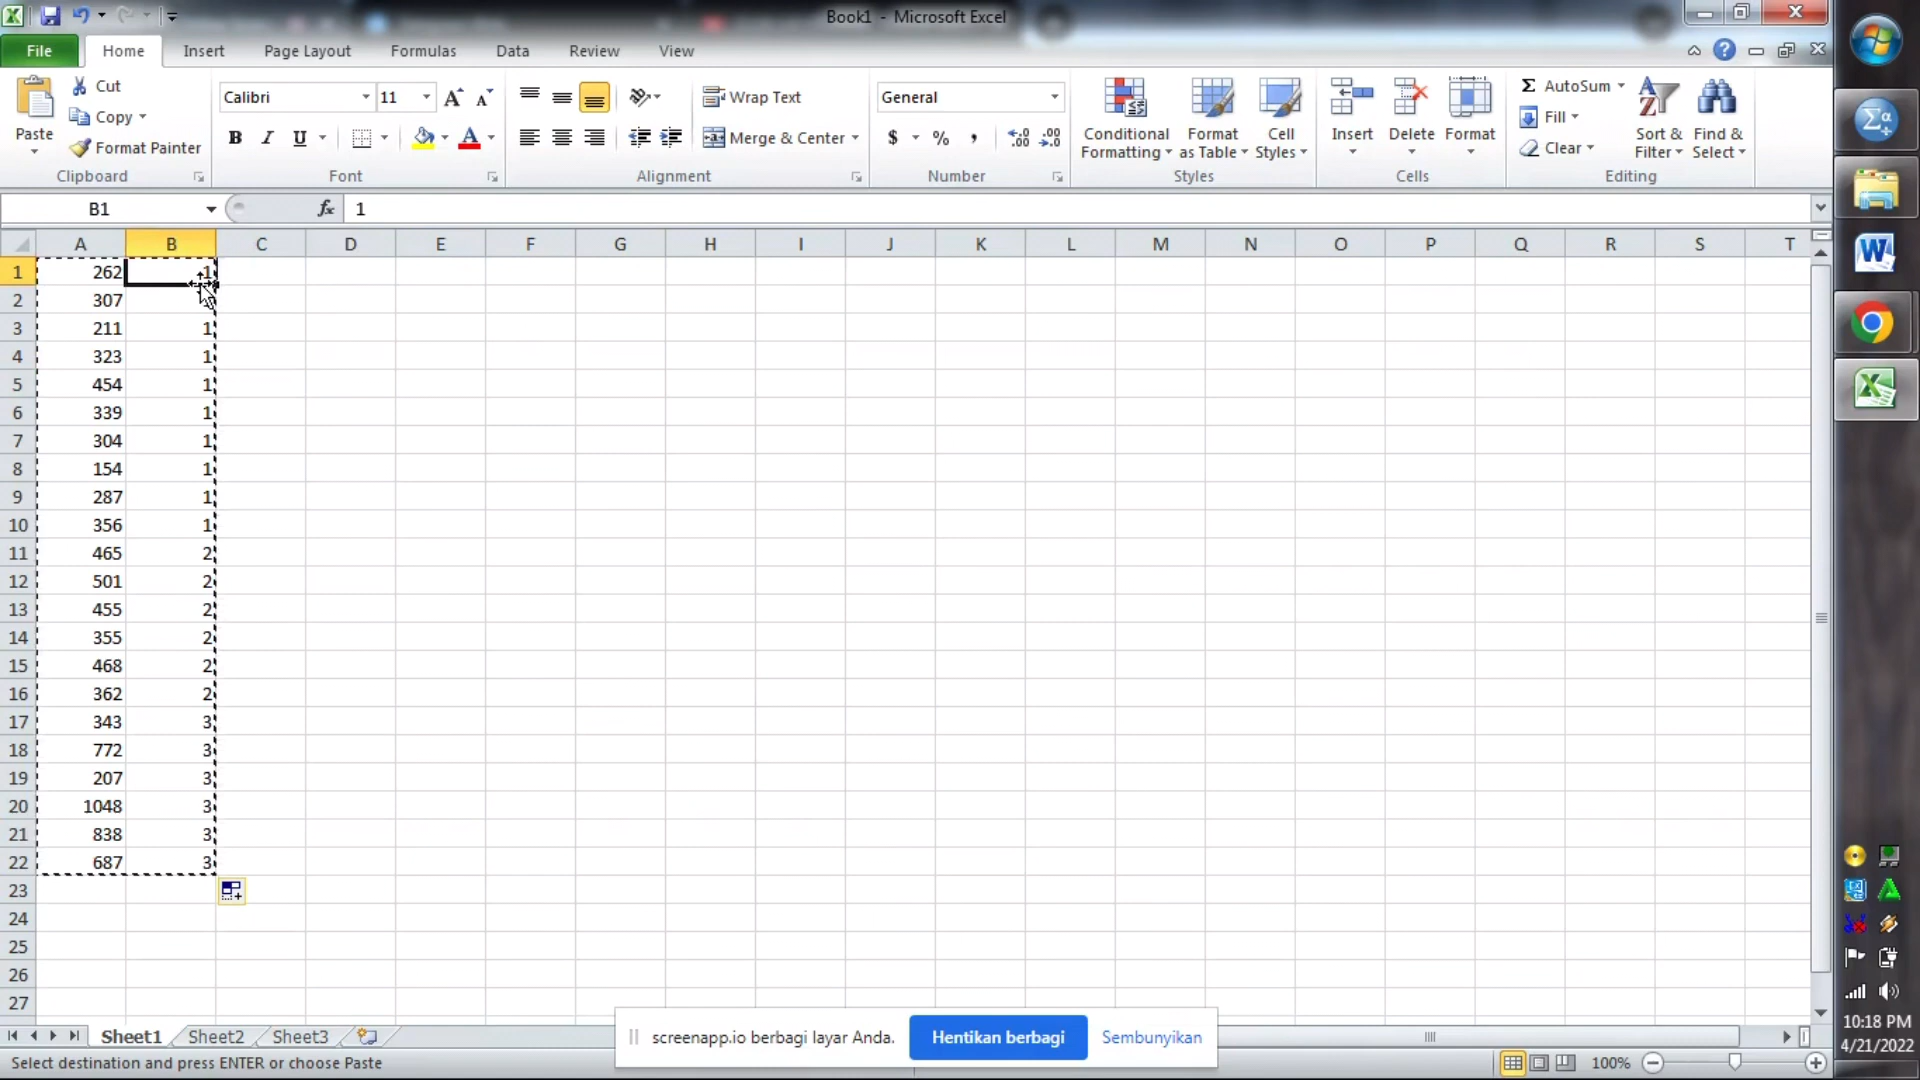 Book1 - Microsoft Excel
File Home Insert Page Layout Formulas Data Review View
Paste
Cut
Copy
Format Painter
Clipboard
Calibri 11
B I U
Font
Wrap Text
Merge & Center
Alignment
General
$ % ,
Number
Conditional Formatting
Format as Table
Cell Styles
Styles
Insert Delete Format
Cells
Σ AutoSum
Fill
Clear
Sort & Filter
Find & Select
Editing
B1 fx 1
A B C D E F G H I J K L M N O P Q R S T
1 262 1
2 307
3 211 1
4 323 1
5 454 1
6 339 1
7 304 1
8 154 1
9 287 1
10 356 1
11 465 2
12 501 2
13 455 2
14 355 2
15 468 2
16 362 2
17 343 3
18 772 3
19 207 3
20 1048 3
21 838 3
22 687 3
23
24
25
26
27
Sheet1 Sheet2 Sheet3
screenapp.io berbagi layar Anda. Hentikan berbagi Sembunyikan
Select destination and press ENTER or choose Paste
100%
10:18 PM
4/21/2022